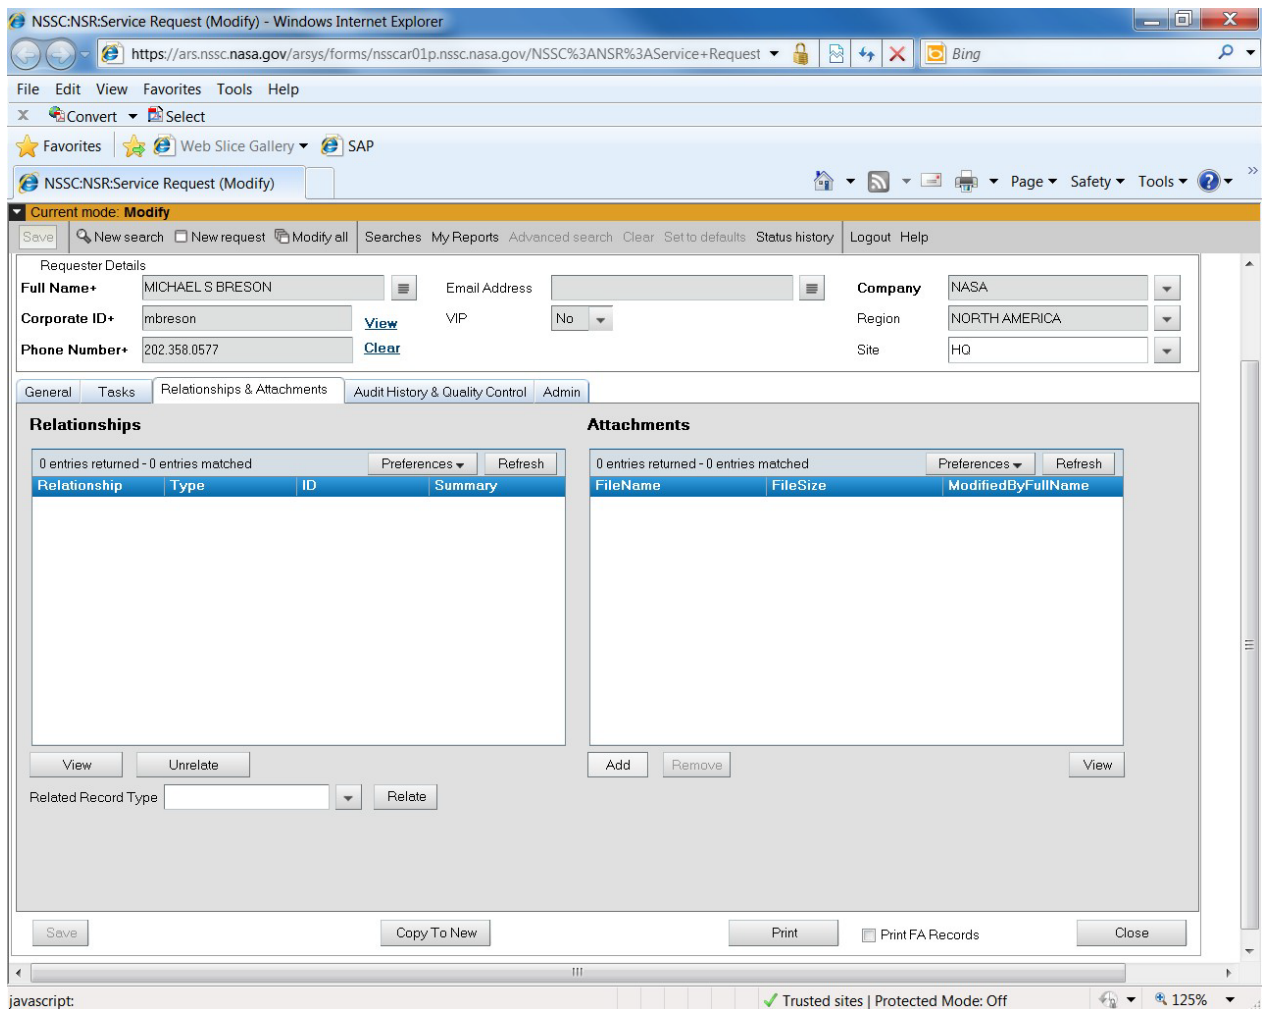 NSSC:NSR:Service Request (Modify) - Windows Internet Explorer
https://ars.nssc.nasa.gov/arsys/forms/nsscar01p.nssc.nasa.gov/NSSC%3ANSR%3AService+Request
Bing
File Edit View Favorites Tools Help
x Convert Select
Favorites Web Slice Gallery SAP
NSSC:NSR:Service Request (Modify) Page Safety Tools
Current mode: Modify
Save New search New request Modify all Searches My Reports Advanced search Clear Set to defaults Status history Logout Help
Requester Details
Full Name+ MICHAEL S BRESON Email Address Company NASA
Corporate ID+ mbreson View VIP No Region NORTH AMERICA
Phone Number+ 202.358.0577 Clear Site HQ
General Tasks Relationships & Attachments Audit History & Quality Control Admin
Relationships Attachments
0 entries returned - 0 entries matched Preferences Refresh 0 entries returned - 0 entries matched Preferences Refresh
Relationship Type ID Summary FileName FileSize ModifiedByFullName
View Unrelate Add Remove View
Related Record Type Relate
Save Copy To New Print Print FA Records Close
javascript: Trusted sites | Protected Mode: Off 125%